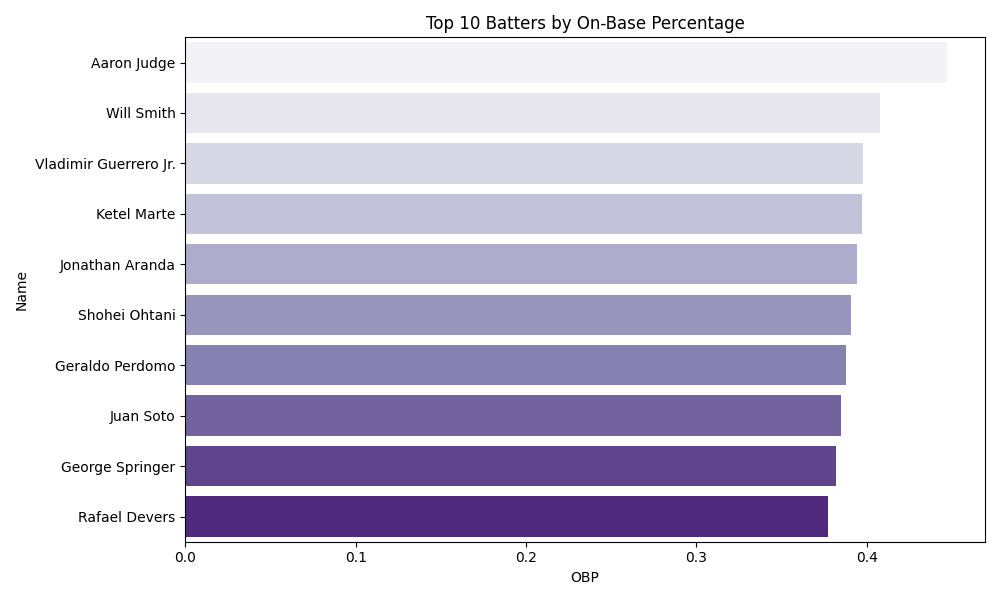 Top 10 Batters by On-Base Percentage
Name
Aaron Judge
Will Smith
Vladimir Guerrero Jr.
Ketel Marte
Jonathan Aranda
Shohei Ohtani
Geraldo Perdomo
Juan Soto
George Springer
Rafael Devers
0.0 0.1 0.2 0.3 0.4
OBP